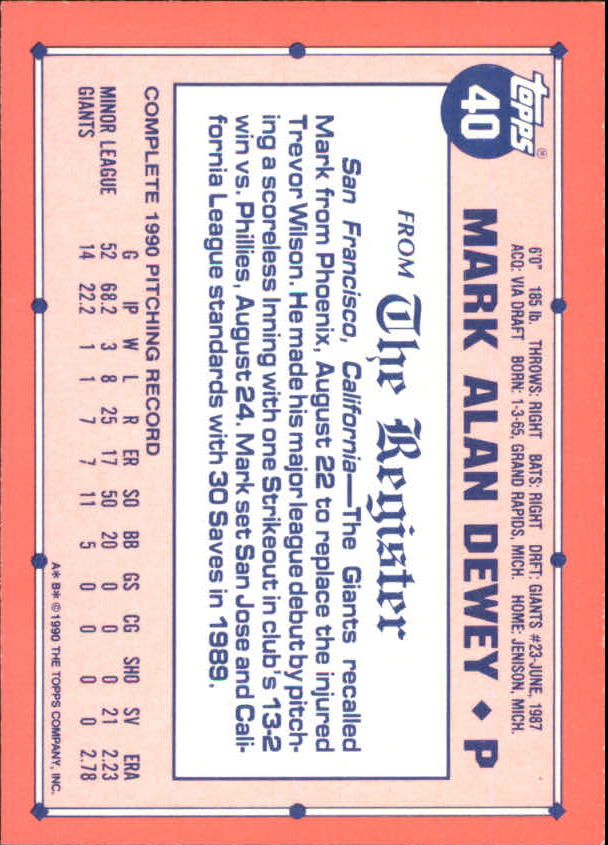 topps®
40
6'0" 185 lb. THROWS: RIGHT BATS: RIGHT DRFT: GIANTS #23-JUNE, 1987
ACQ: VIA DRAFT BORN: 1-3-65, GRAND RAPIDS, MICH. HOME: JENISON, MICH.
MARK ALAN DEWEY ◆ P
FROM The Register
San Francisco, California—The Giants recalled
Mark from Phoenix, August 22 to replace the injured
Trevor Wilson. He made his major league debut by pitch-
ing a scoreless Inning with one Strikeout in club's 13-2
win vs. Phillies, August 24. Mark set San Jose and Cali-
fornia League standards with 30 Saves in 1989.
COMPLETE 1990 PITCHING RECORD
G IP W L R ER SO BB GS CG SHO SV ERA
MINOR LEAGUE 52 68.2 3 8 25 17 50 20 0 0 0 21 2.23
GIANTS 14 22.2 1 1 7 7 11 5 0 0 0 0 2.78
A* B* © 1990 THE TOPPS COMPANY, INC.